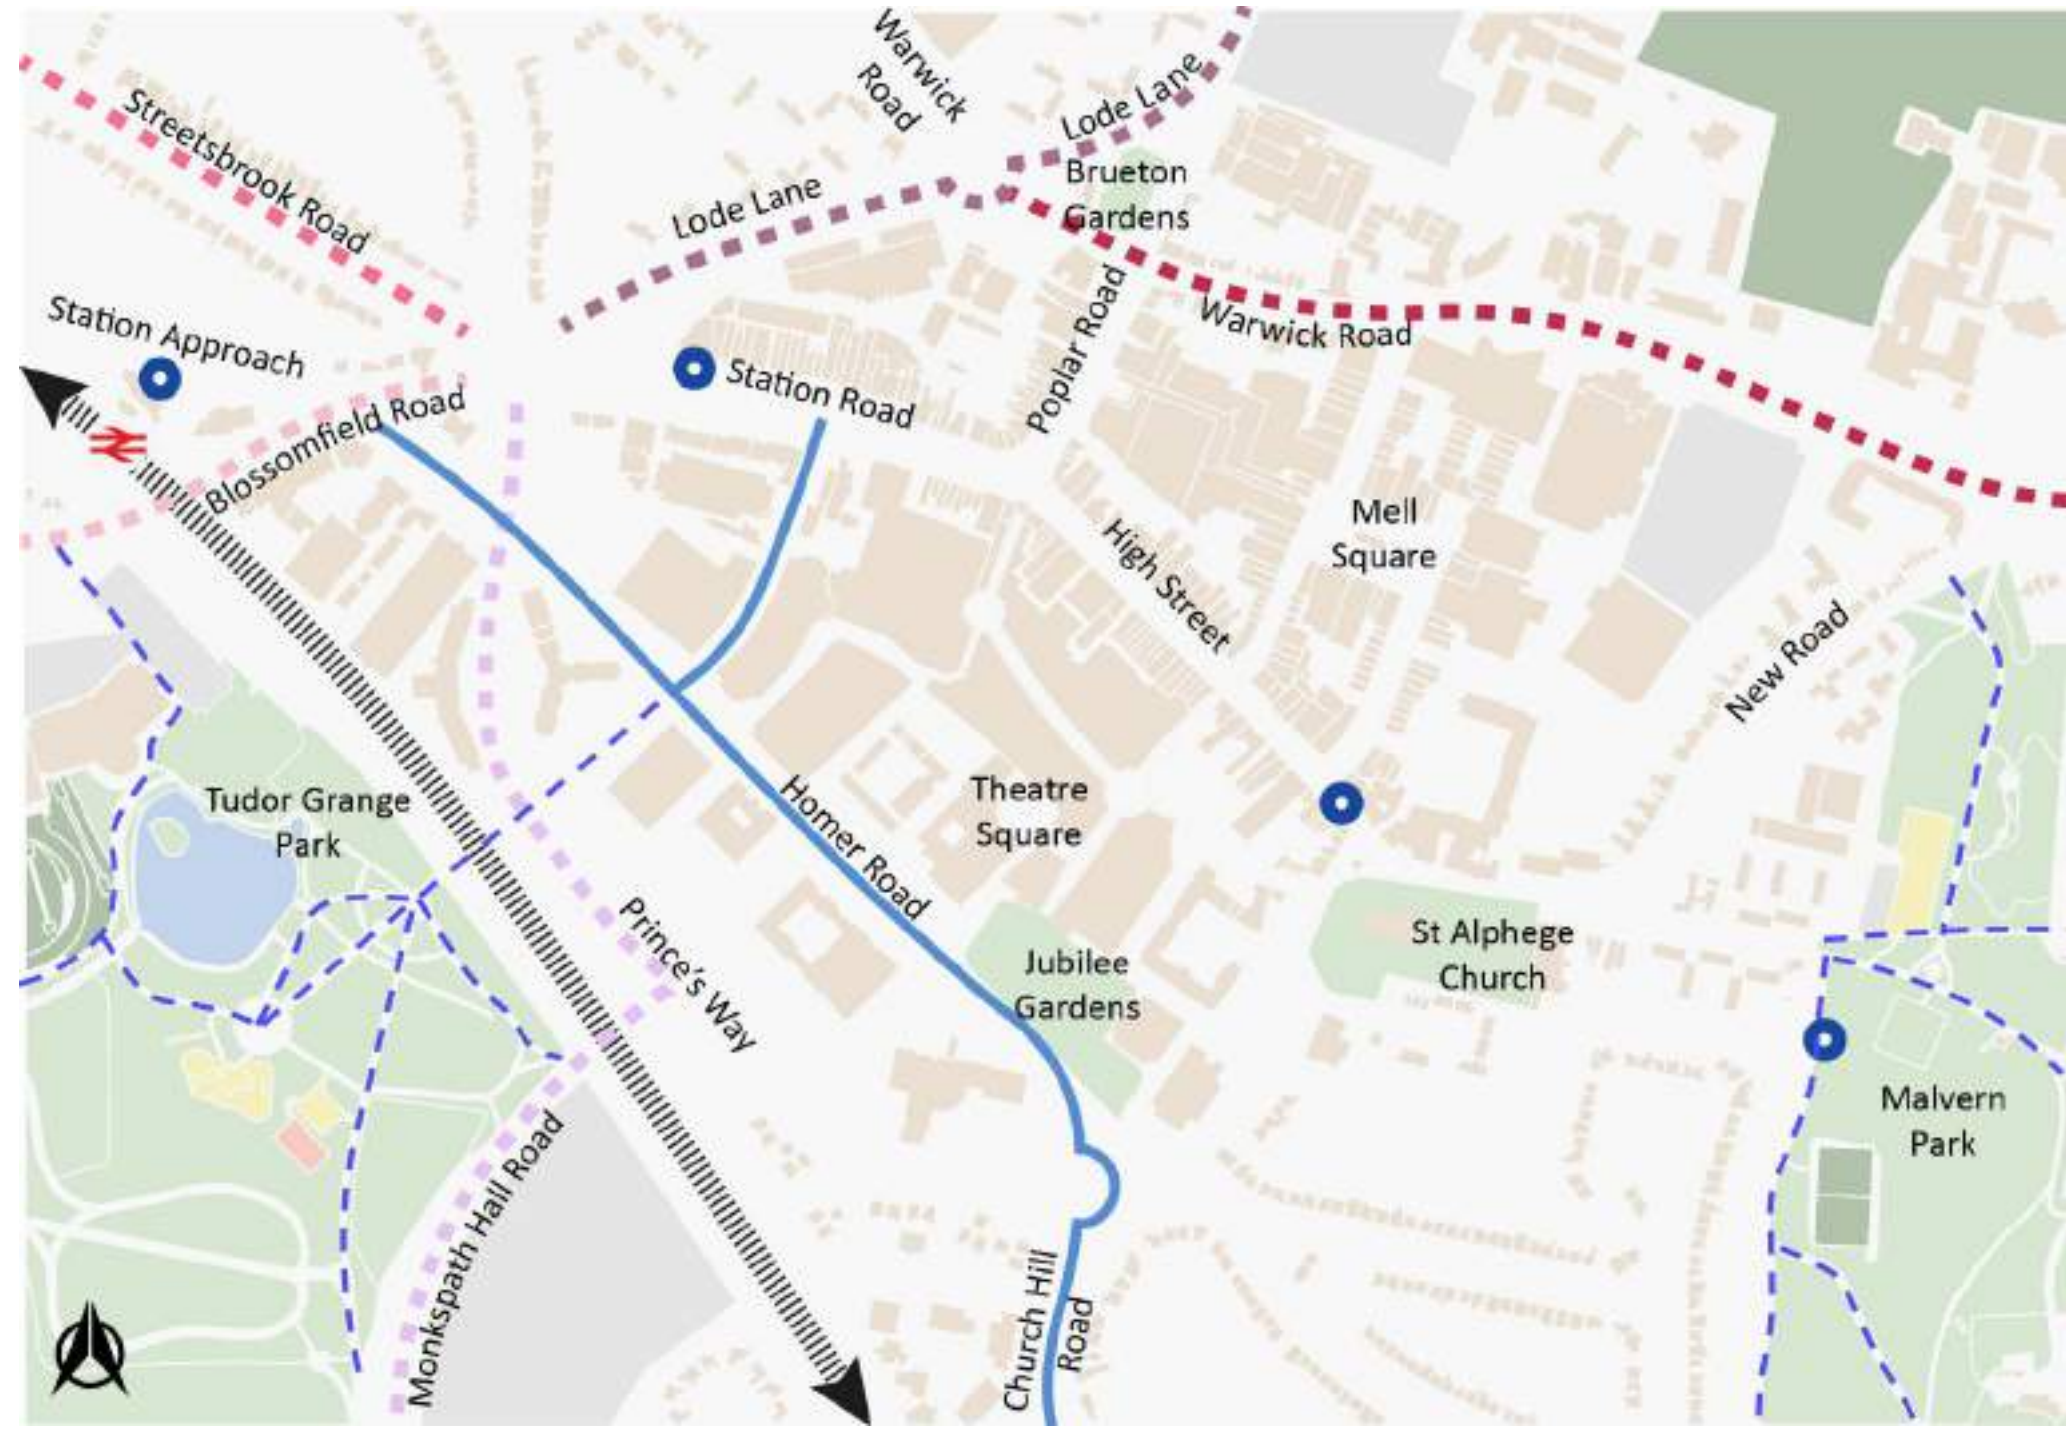 Warwick
Road
Lode Lane
Streetsbrook Road
Brueton
Gardens
Lode Lane
Station Approach
Warwick Road
Poplar Road
Station Road
Blossomfield Road
Mell
Square
High Street
New Road
Tudor Grange
Park
Theatre
Square
Homer Road
Prince's Way
St Alphege
Church
Jubilee
Gardens
Malvern
Park
Monkspath Hall Road
Church Hill
Road